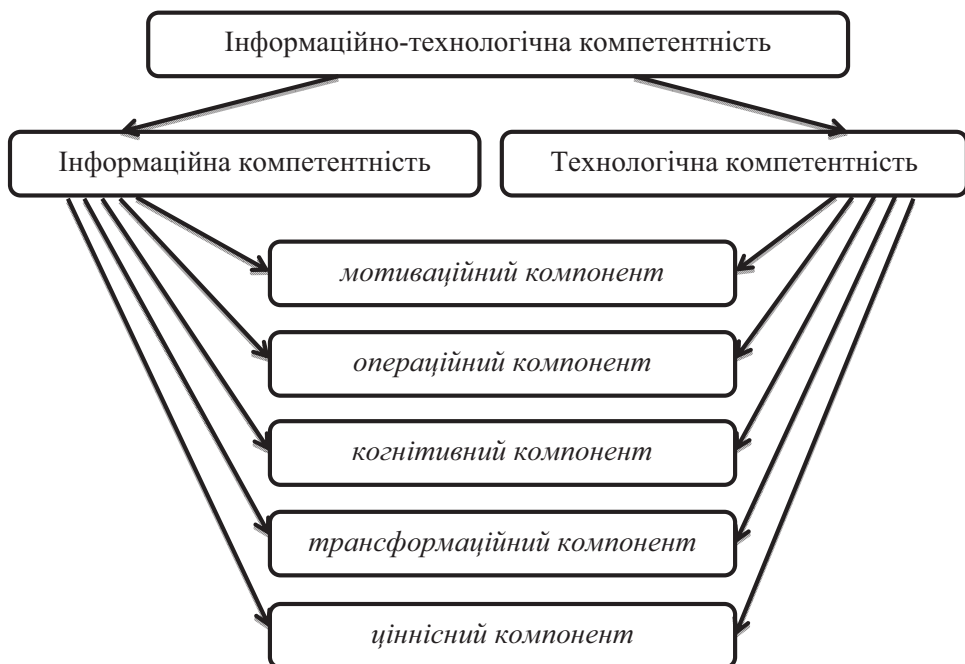 Інформаційно-технологічна компетентність
Інформаційна компетентність
Технологічна компетентність
мотиваційний компонент
операційний компонент
когнітивний компонент
трансформаційний компонент
ціннісний компонент